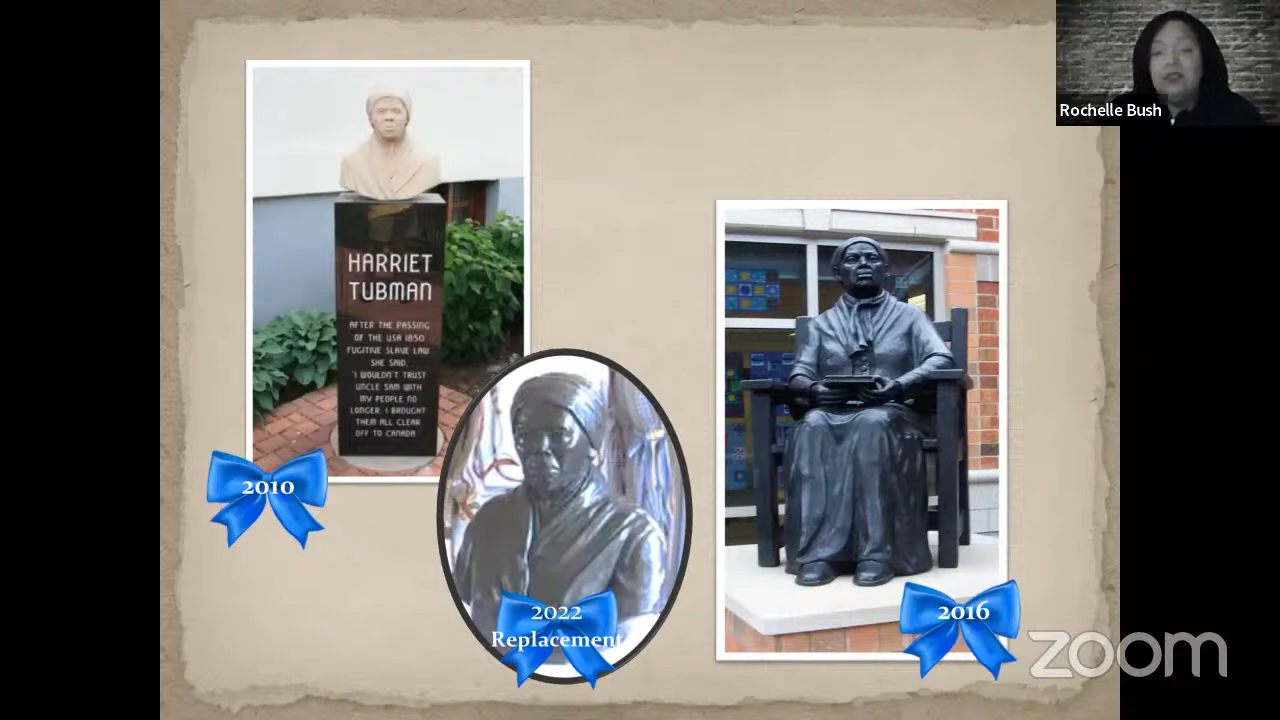 Rochelle Bush
HARRIET
TUBMAN
AFTER THE PASSING
OF THE USA 1850
FUGITIVE SLAVE LAW
SHE SAID:
'I WOULDN'T TRUST
UNCLE SAM WITH
MY PEOPLE NO
LONGER, I BROUGHT
THEM ALL CLEAR
OFF TO CANADA
2010
2022
Replacement
2016
zoom